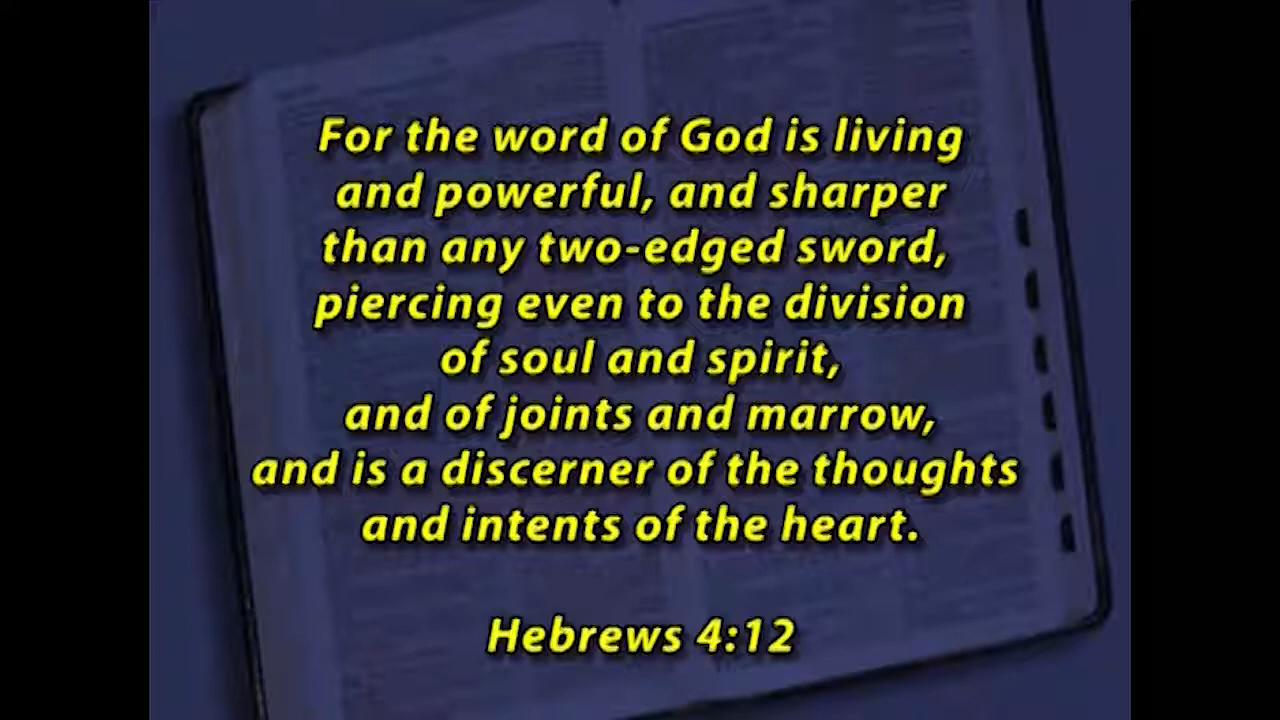 For the word of God is living
and powerful, and sharper
than any two-edged sword,
piercing even to the division
of soul and spirit,
and of joints and marrow,
and is a discerner of the thoughts
and intents of the heart.
Hebrews 4:12